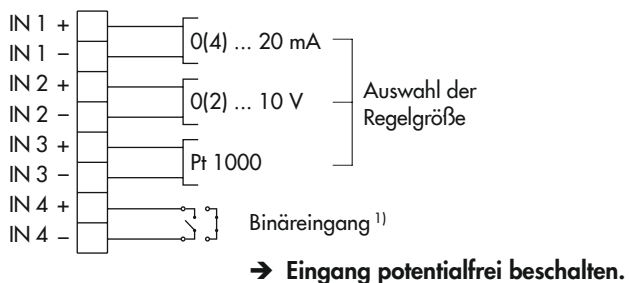 IN 1 +
0(4) ... 20 mA
IN 1 –
IN 2 +
0(2) ... 10 V
IN 2 –
Auswahl der
Regelgröße
IN 3 +
Pt 1000
IN 3 –
IN 4 +
Binäreingang 1)
IN 4 –
➔ Eingang potentialfrei beschalten.